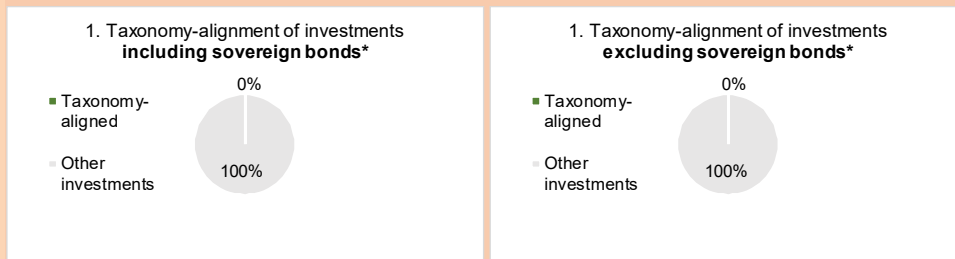 1. Taxonomy-alignment of investments
including sovereign bonds*
0%
Taxonomy-
aligned
Other
investments
100%
1. Taxonomy-alignment of investments
excluding sovereign bonds*
0%
Taxonomy-
aligned
Other
investments
100%